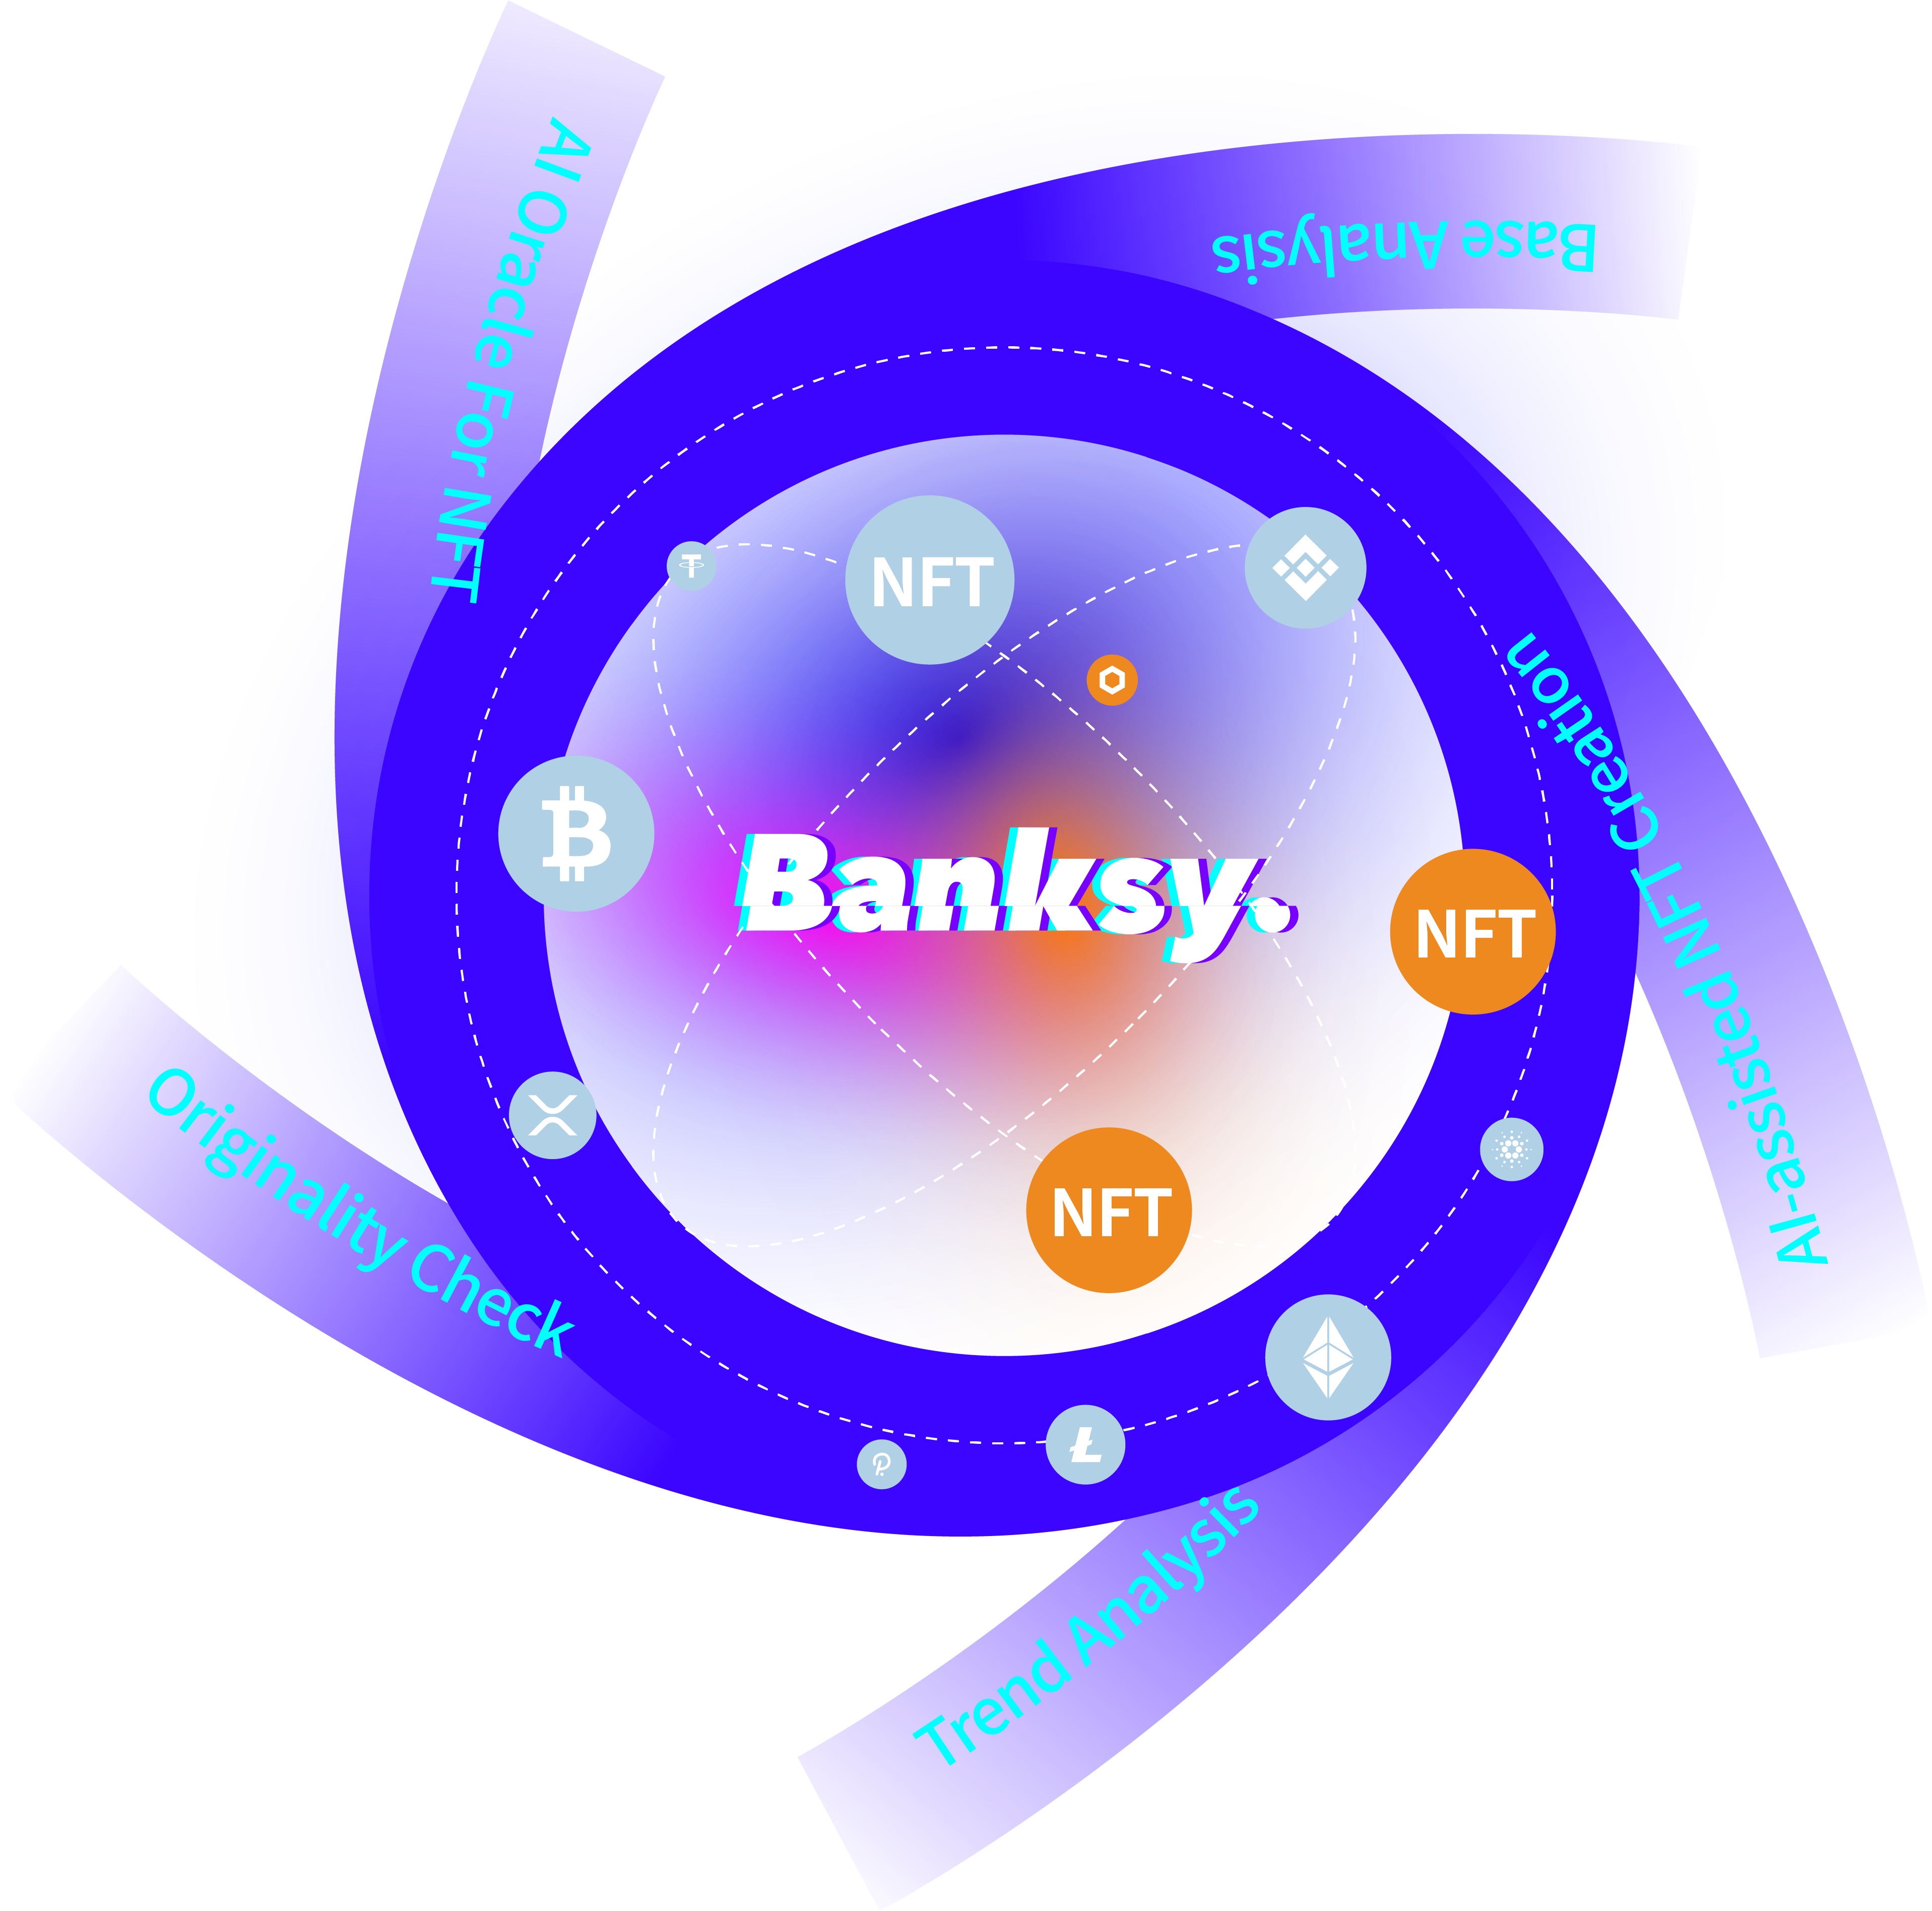 AI Oracle For NFT
Base Analysis
NFT
AI-assisted NFT Creation
Banksy.
NFT
Originality Check
NFT
Trend Analysis